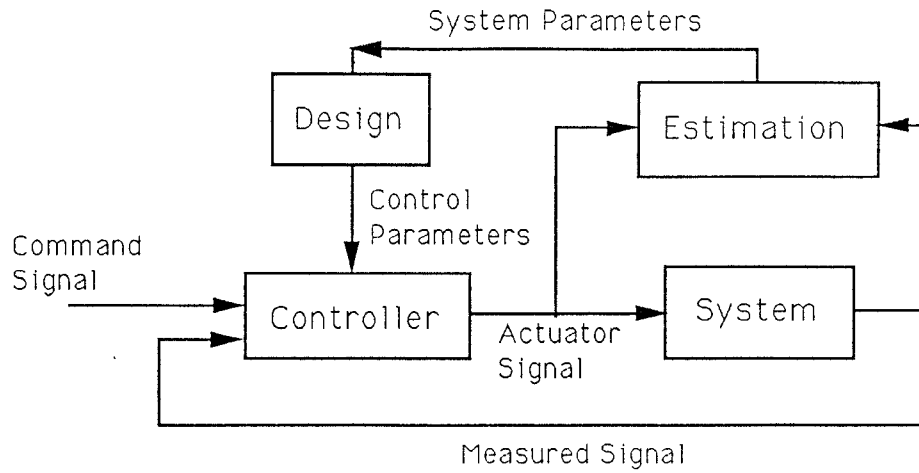 System Parameters
Design
Estimation
Control
Parameters
Command
Signal
Controller
System
Actuator
Signal
Measured Signal